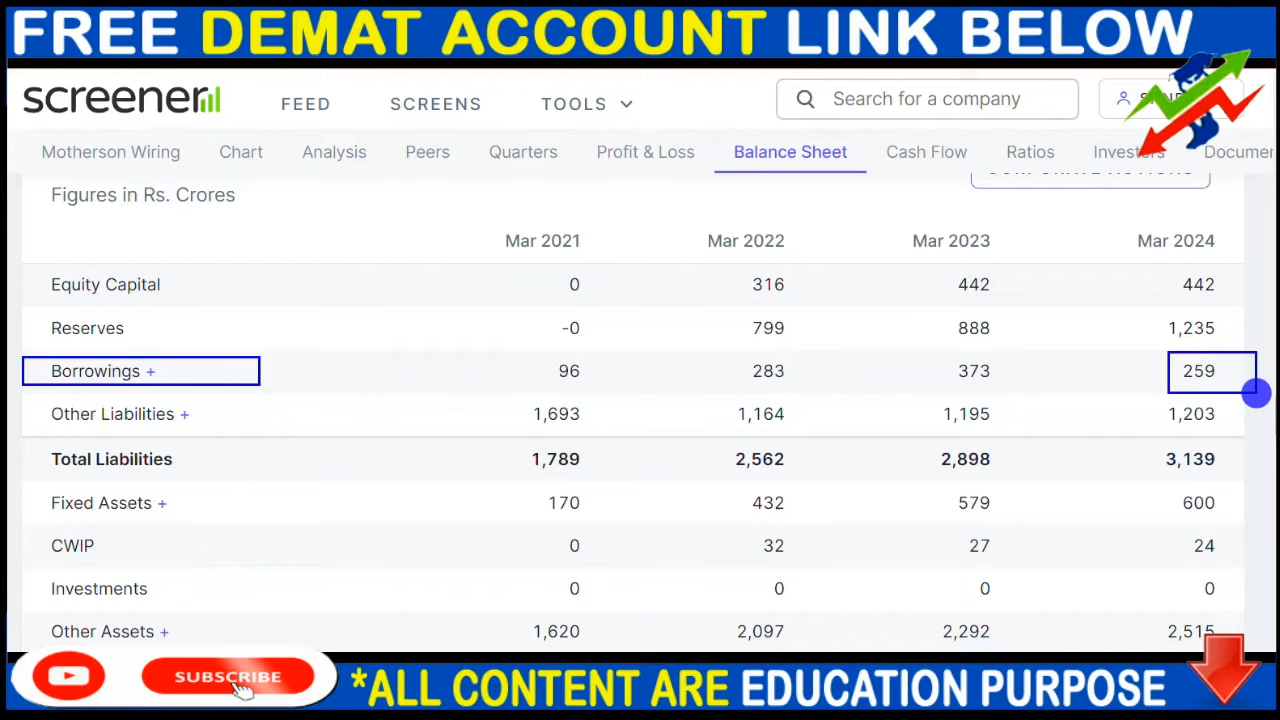 FREE DEMAT ACCOUNT LINK BELOW
screener FEED SCREENS TOOLS Search for a company
Motherson Wiring Chart Analysis Peers Quarters Profit & Loss Balance Sheet Cash Flow Ratios Investors Documen
Figures in Rs. Crores CORPORATE ACTIONS
Mar 2021 Mar 2022 Mar 2023 Mar 2024
Equity Capital 0 316 442 442
Reserves -0 799 888 1,235
Borrowings + 96 283 373 259
Other Liabilities + 1,693 1,164 1,195 1,203
Total Liabilities 1,789 2,562 2,898 3,139
Fixed Assets + 170 432 579 600
CWIP 0 32 27 24
Investments 0 0 0 0
Other Assets + 1,620 2,097 2,292 2,515
SUBSCRIBE *ALL CONTENT ARE EDUCATION PURPOSE